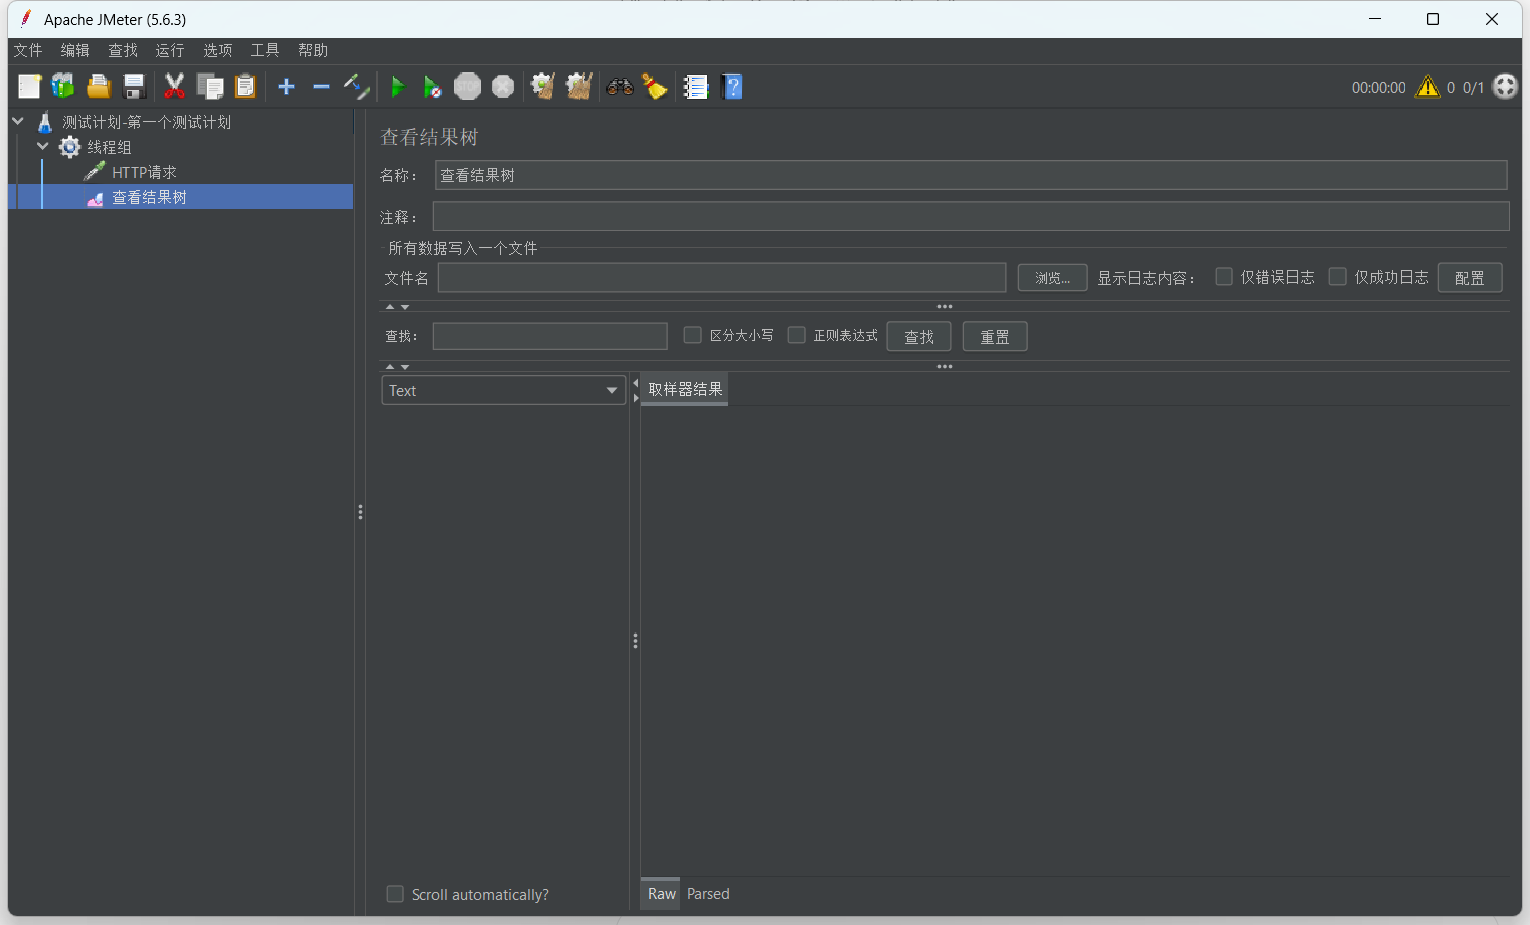 Apache JMeter (5.6.3)
文件 编辑 查找 运行 选项 工具 帮助
STOP
00:00:00 0 0/1
测试计划-第一个测试计划
线程组
HTTP请求
查看结果树
查看结果树
名称： 查看结果树
注释：
所有数据写入一个文件
文件名 浏览... 显示日志内容： 仅错误日志 仅成功日志 配置
查找： 区分大小写 正则表达式 查找 重置
Text 取样器结果
Scroll automatically? Raw Parsed